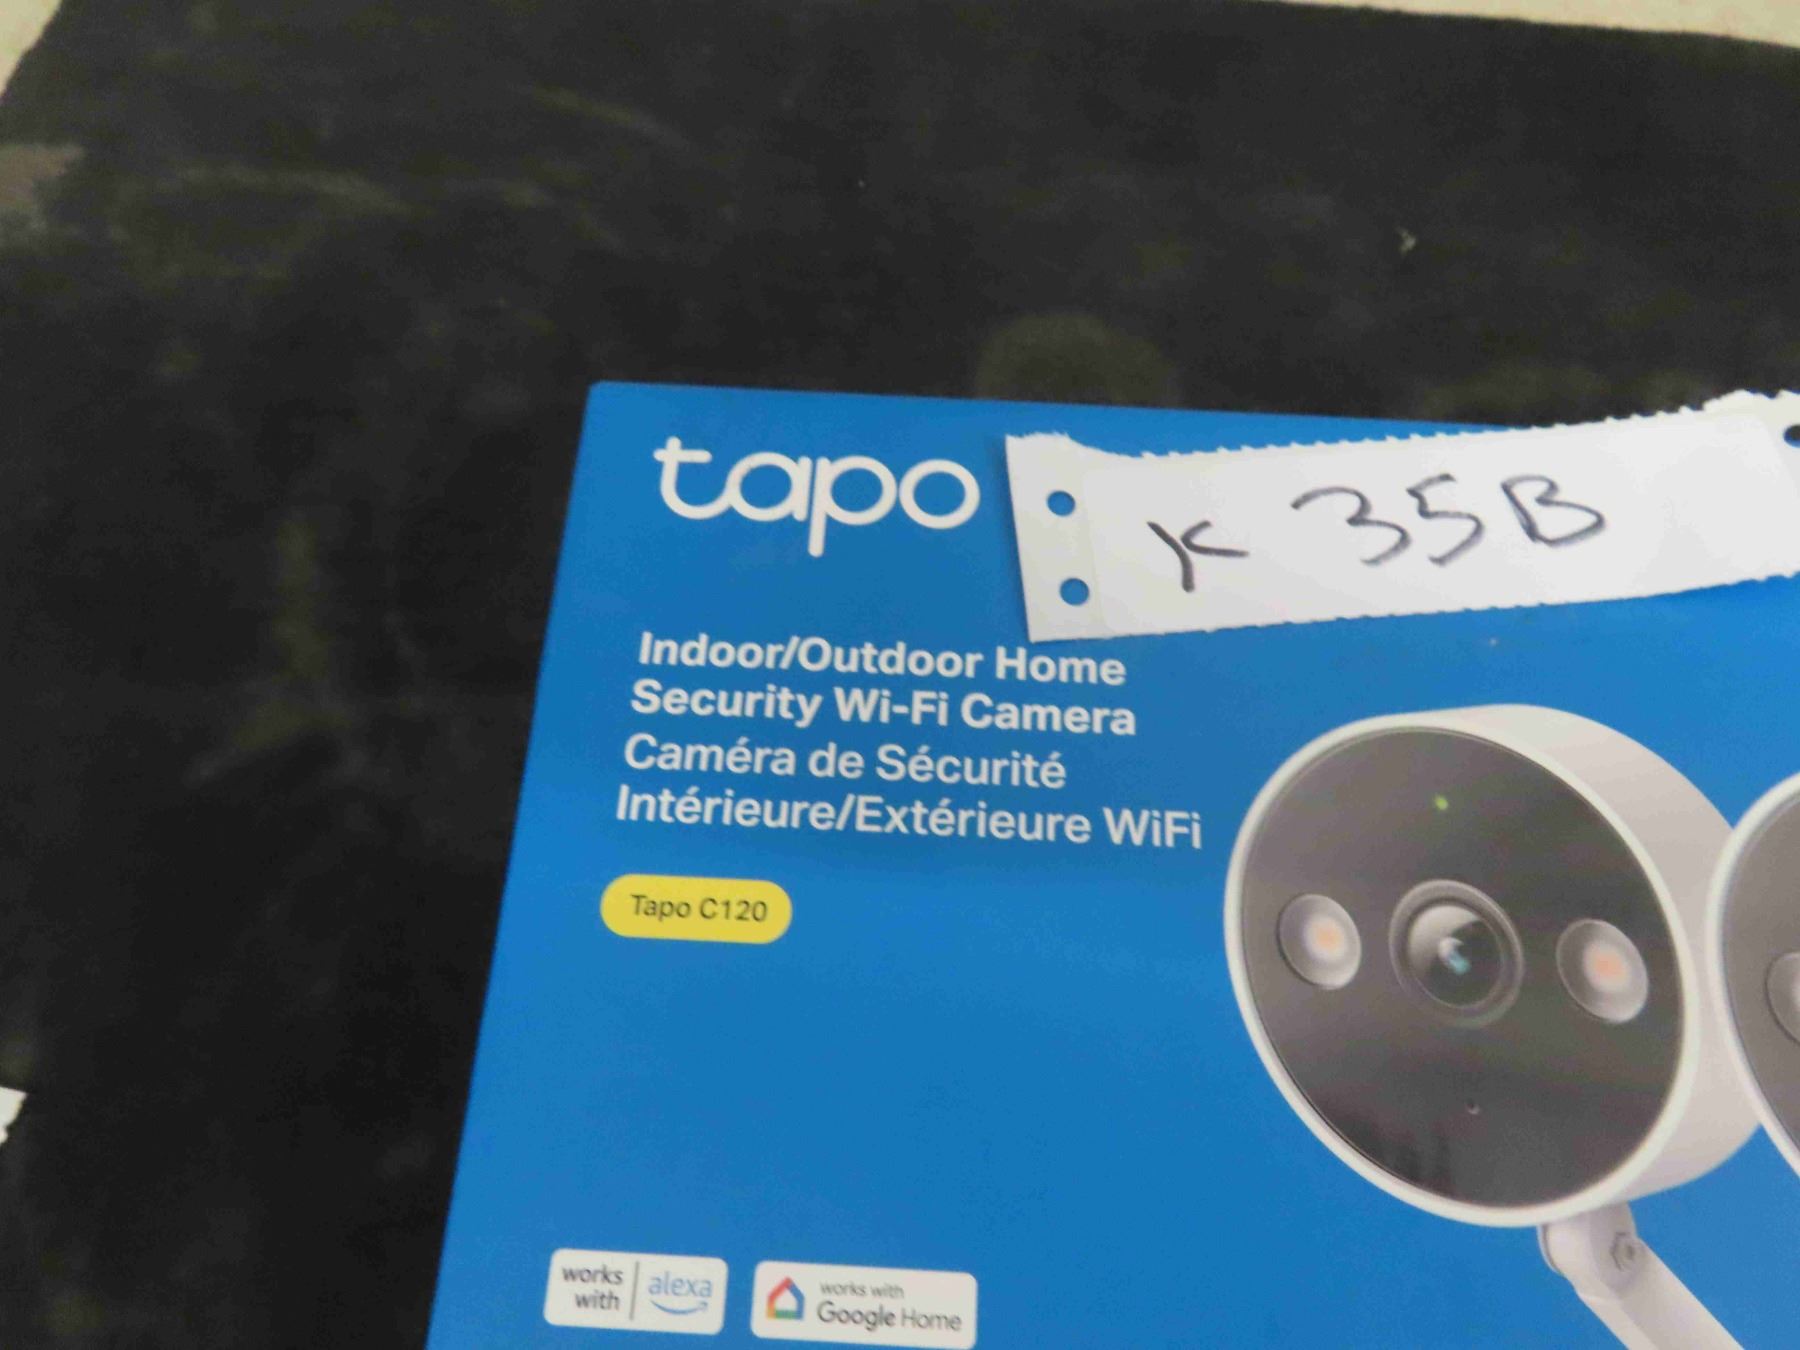 tapo
K 35B
Indoor/Outdoor Home
Security Wi-Fi Camera
Caméra de Sécurité
Intérieure/Extérieure WiFi
Tapo C120
works
with
alexa
works with
Google Home